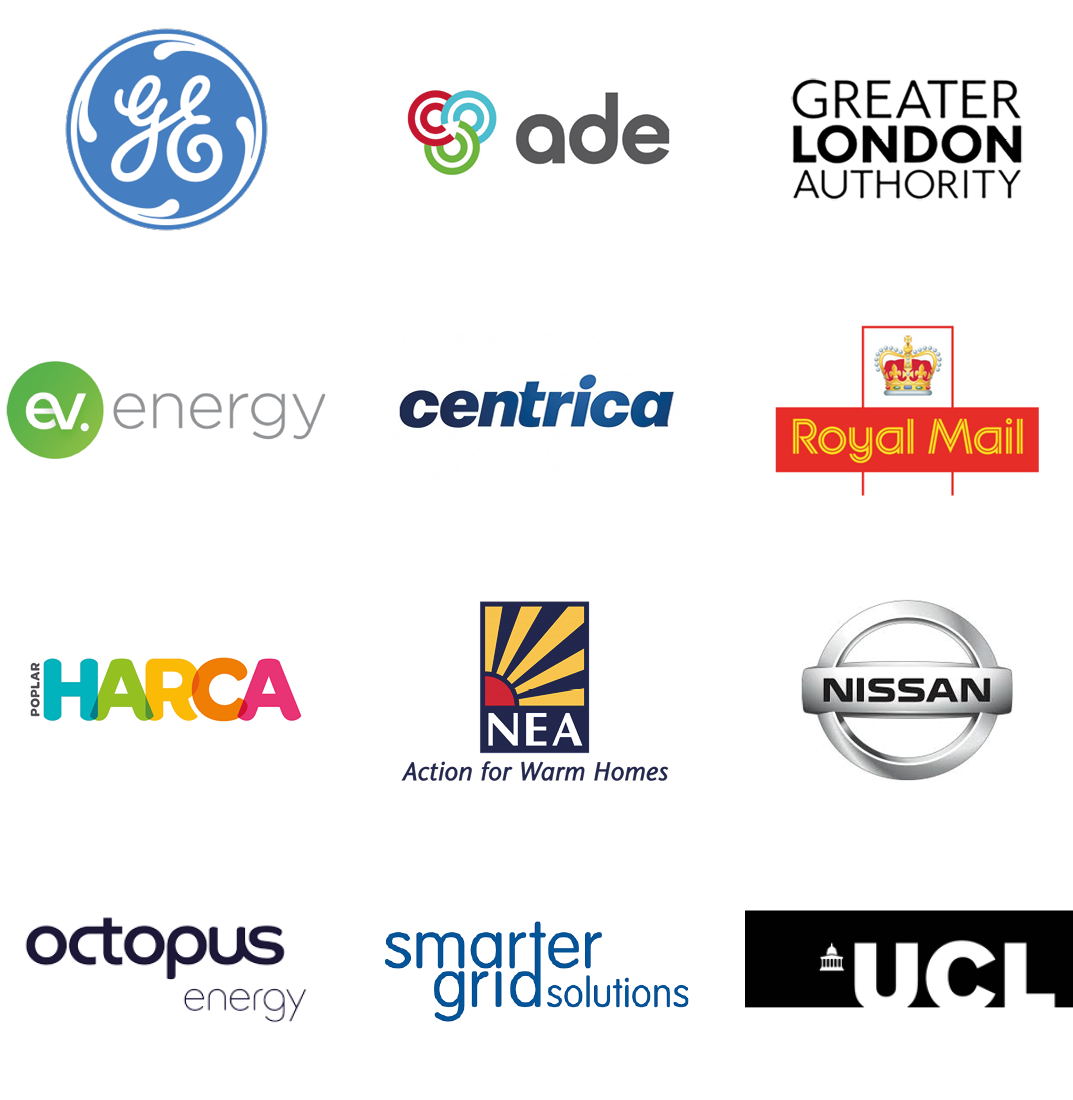 GE
ade
GREATER
LONDON
AUTHORITY
ev. energy
centrica
Royal Mail
POPLAR
HARCA
NEA
Action for Warm Homes
NISSAN
octopus
energy
smarter
grid solutions
UCL